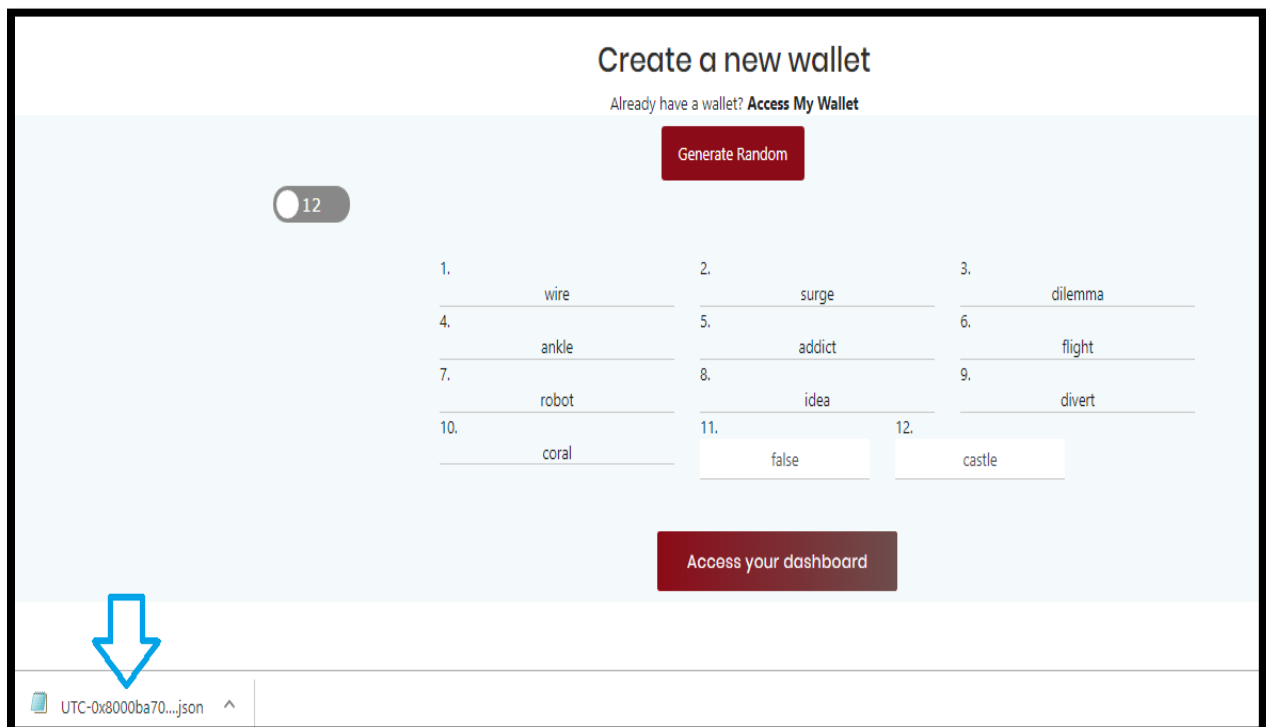 Create a new wallet
Already have a wallet? Access My Wallet
Generate Random
12
1. 2. 3.
wire surge dilemma
4. 5. 6.
ankle addict flight
7. 8. 9.
robot idea divert
10. 11. 12.
coral false castle
Access your dashboard
UTC-0x8000ba70....json